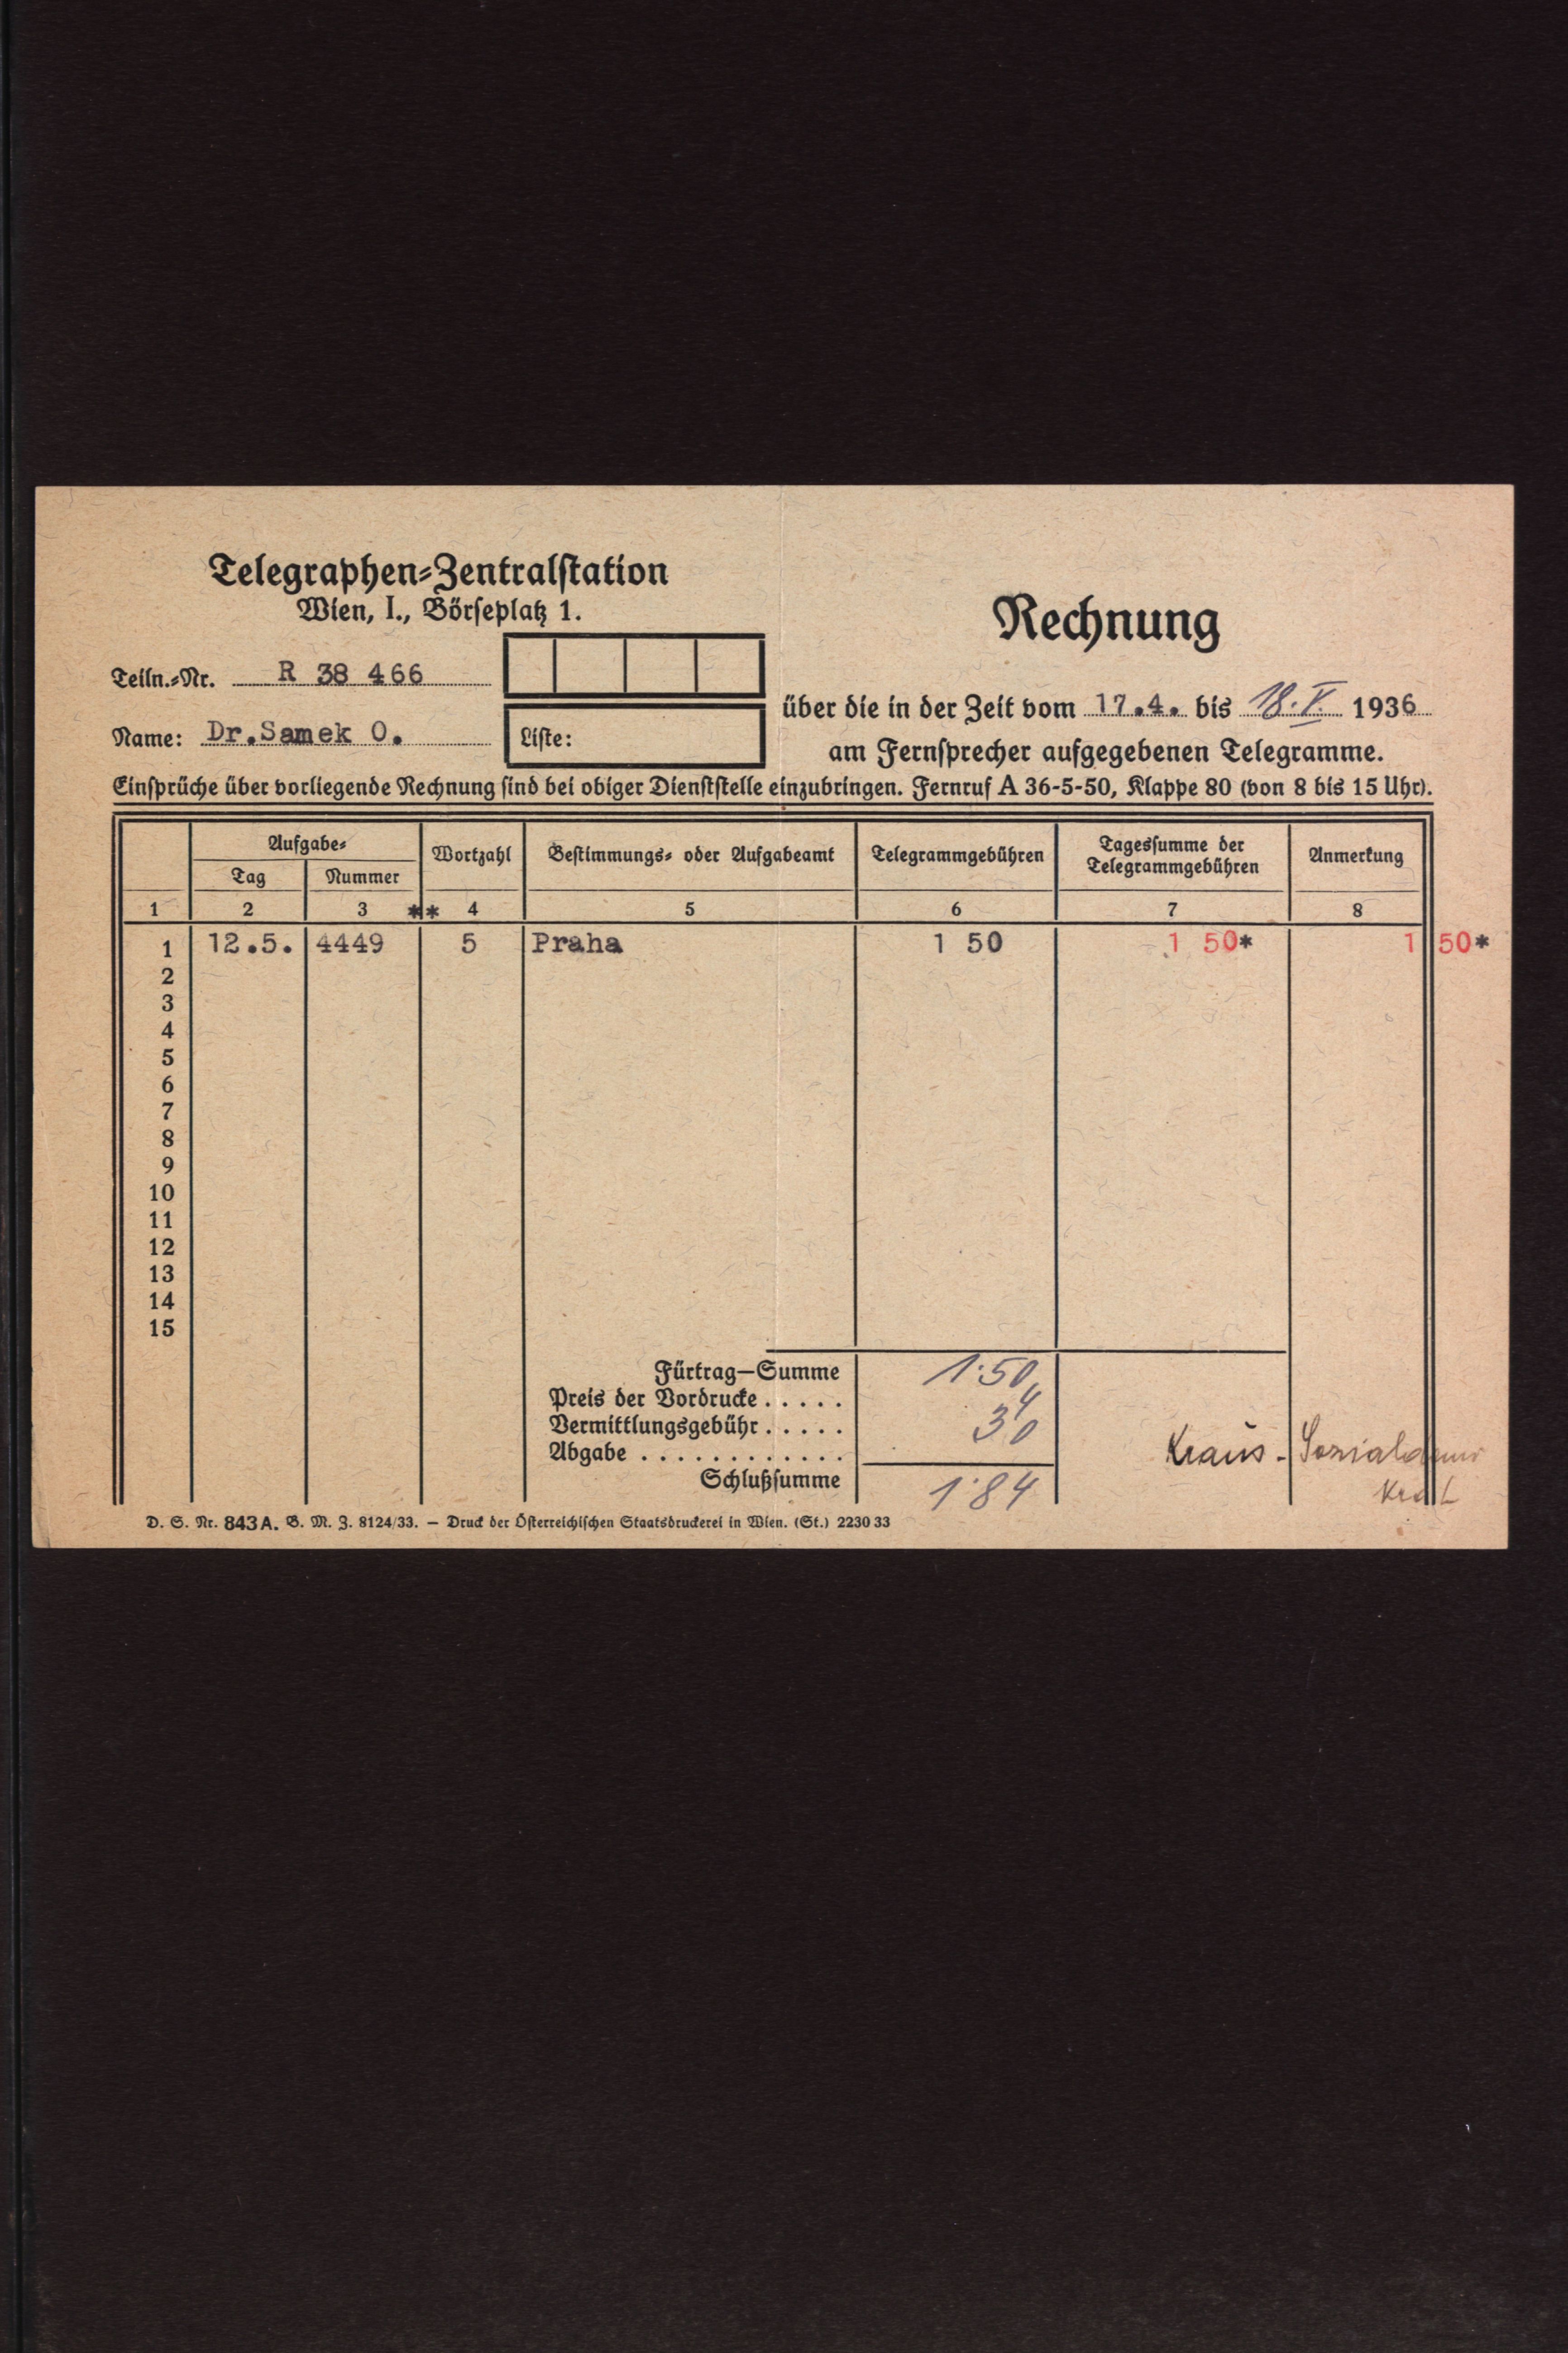 Telegraphen-Zentralstation
Wien, I., Börseplatz 1.
Rechnung
Teiln.-Nr. R 38 466
Name: Dr.Samek O.
Liste:
über die in der Zeit vom 17.4. bis 18.V. 1936
am Fernsprecher aufgegebenen Telegramme.
Einsprüche über vorliegende Rechnung sind bei obiger Dienststelle einzubringen. Fernruf A 36-5-50, Klappe 80 (von 8 bis 15 Uhr).
Aufgabe- Wortzahl Bestimmungs- oder Aufgabeamt Telegrammgebühren Tagessumme der Telegrammgebühren Anmerkung
Tag Nummer
1 2 3 ** 4 5 6 7 8
1 12.5. 4449 5 Praha 1 50 1 50* 1 50*
2
3
4
5
6
7
8
9
10
11
12
13
14
15
Fürtrag—Summe 1·50
Preis der Vordrucke ..... 4
Vermittlungsgebühr ..... 30
Abgabe ............
Schlußsumme 1·84
Kraus - Sozialdemo
krat
D. S. Nr. 843 A. B. M. Z. 8124/33. — Druck der Österreichischen Staatsdruckerei in Wien. (St.) 2230 33